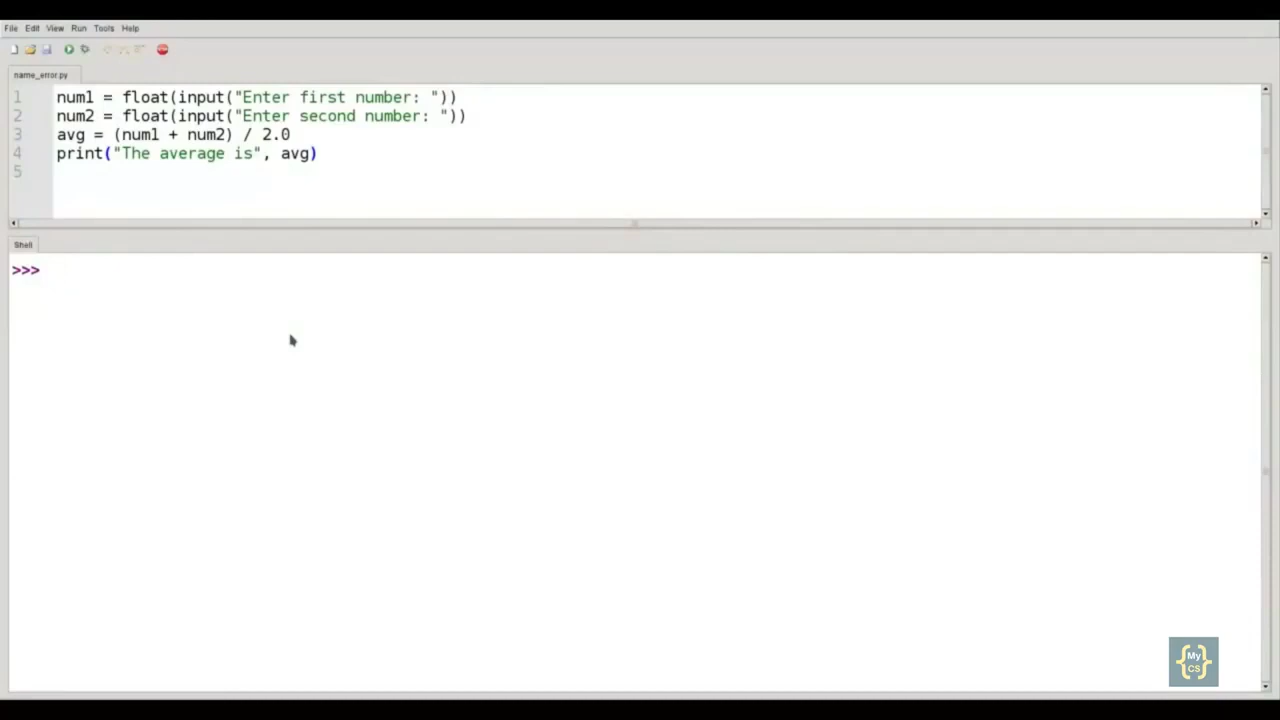 File Edit View Run Tools Help
name_error.py
1 num1 = float(input("Enter first number: "))
2 num2 = float(input("Enter second number: "))
3 avg = (num1 + num2) / 2.0
4 print("The average is", avg)
5
Shell
>>>
{My}
{CS}